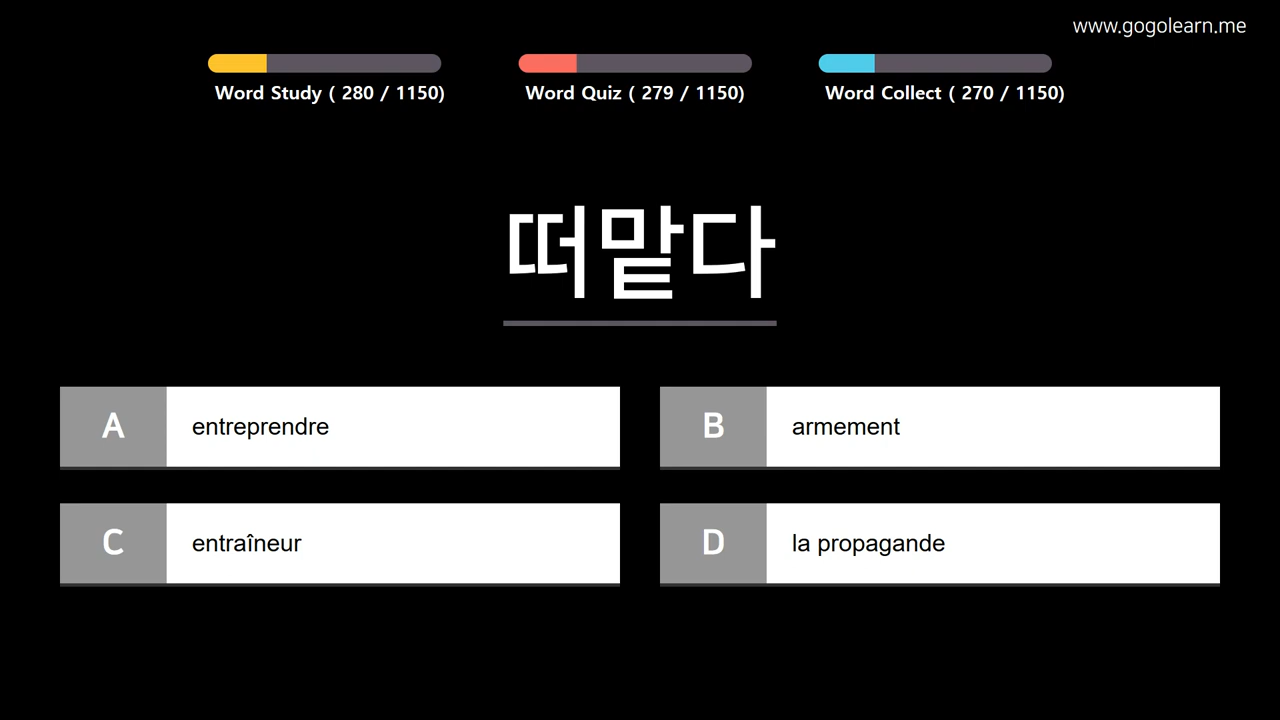 www.gogolearn.me
Word Study ( 280 / 1150)
Word Quiz ( 279 / 1150)
Word Collect ( 270 / 1150)
떠맡다
A entreprendre
B armement
C entraîneur
D la propagande